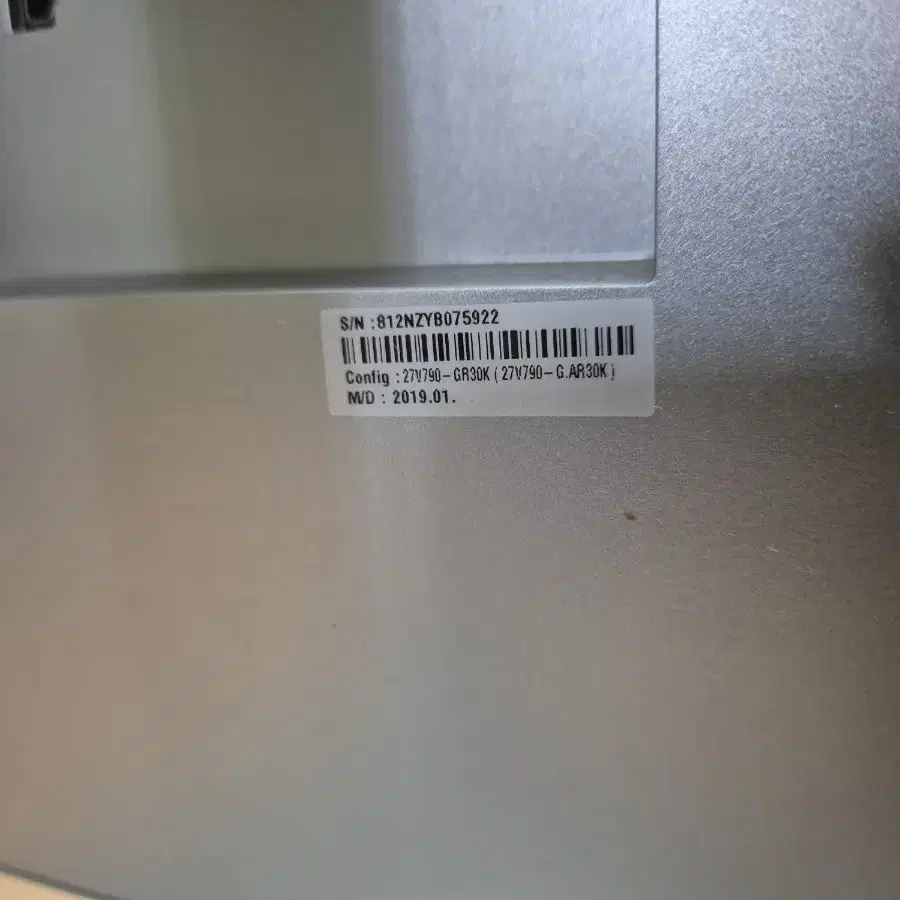 S/N :812NZYB075922
Config :27V790-GR30K (27V790-G.AR30K)
M/D : 2019.01.